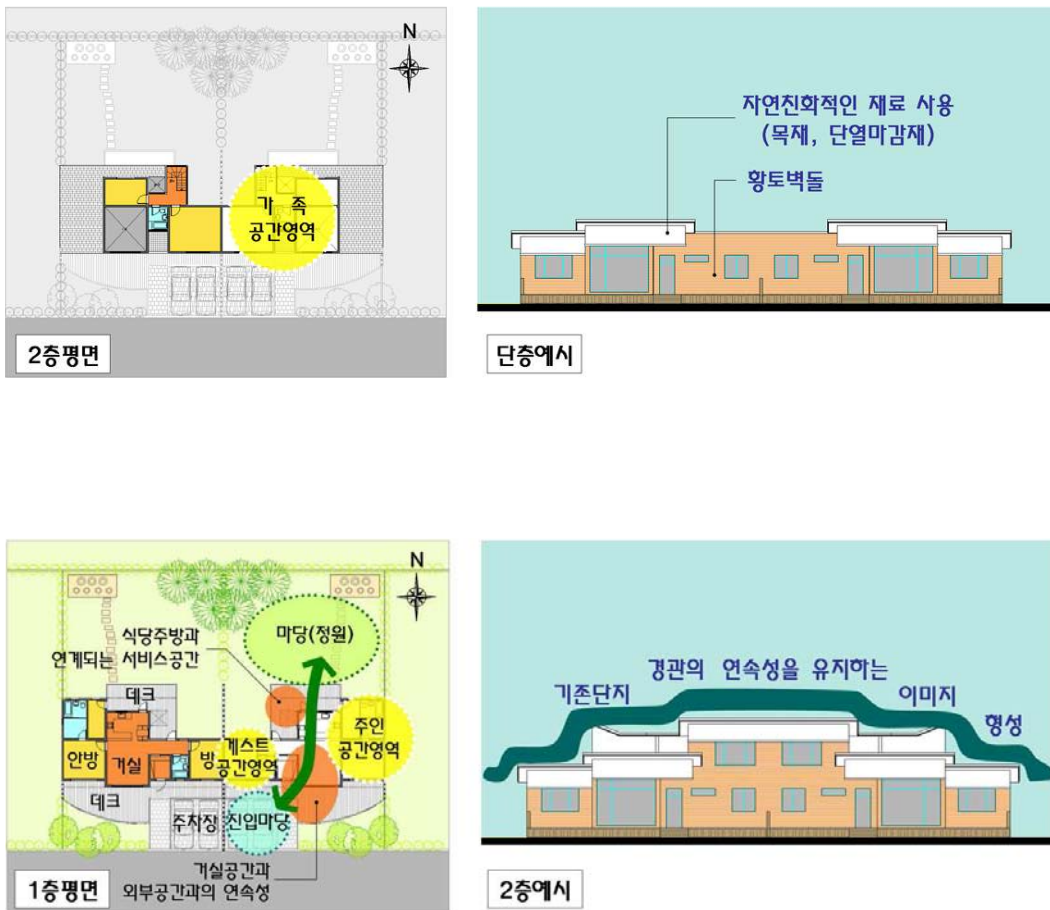 N
가 족
공간영역
2층평면
자연친화적인 재료 사용
(목재, 단열마감재)
황토벽돌
단층예시
N
마당(정원)
식당주방과
연계되는 서비스공간
데크
주인
공간영역
게스트
공간영역
안방
거실
방
데크
주차장
진입마당
거실공간과
외부공간과의 연속성
1층평면
경관의 연속성을 유지하는
기존단지
이미지
형성
2층예시